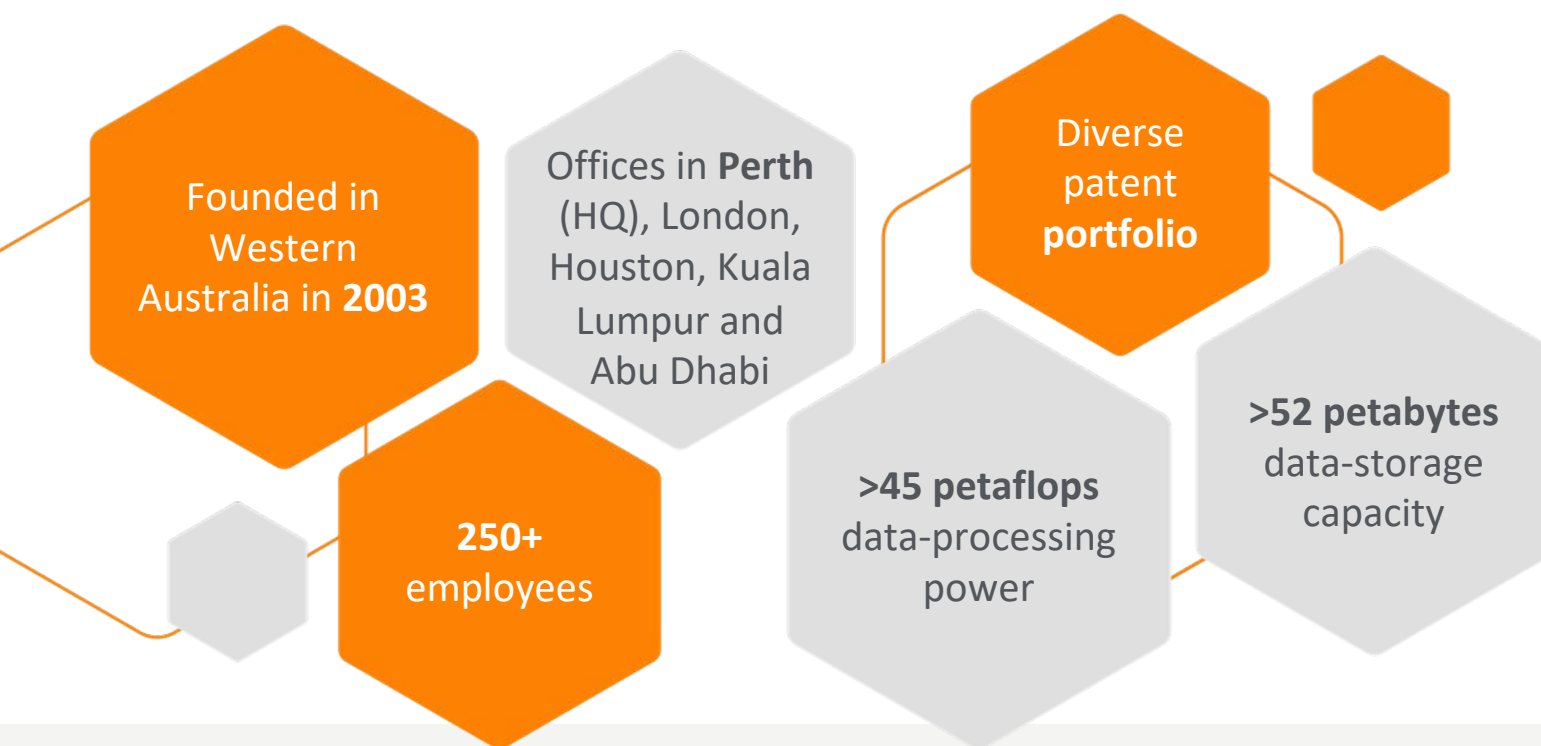 Founded in
Western
Australia in 2003
Offices in Perth
(HQ), London,
Houston, Kuala
Lumpur and
Abu Dhabi
Diverse
patent
portfolio
250+
employees
>45 petaflops
data-processing
power
>52 petabytes
data-storage
capacity